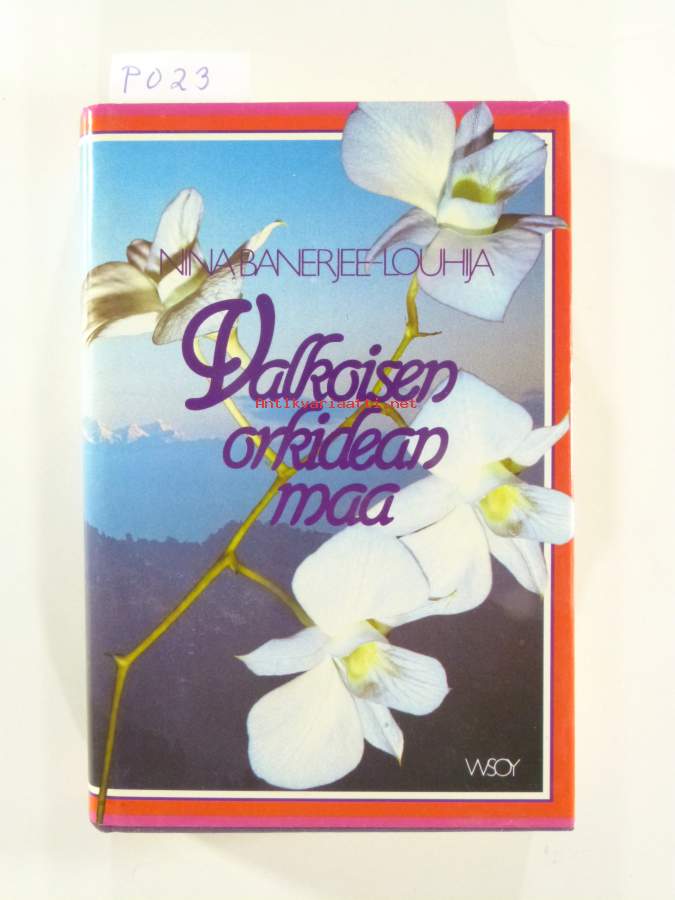 P023
NINA BANERJEE-LOUHIJA
Valkoisen
Antikvariaatti.net
orkidean
maa
WSOY